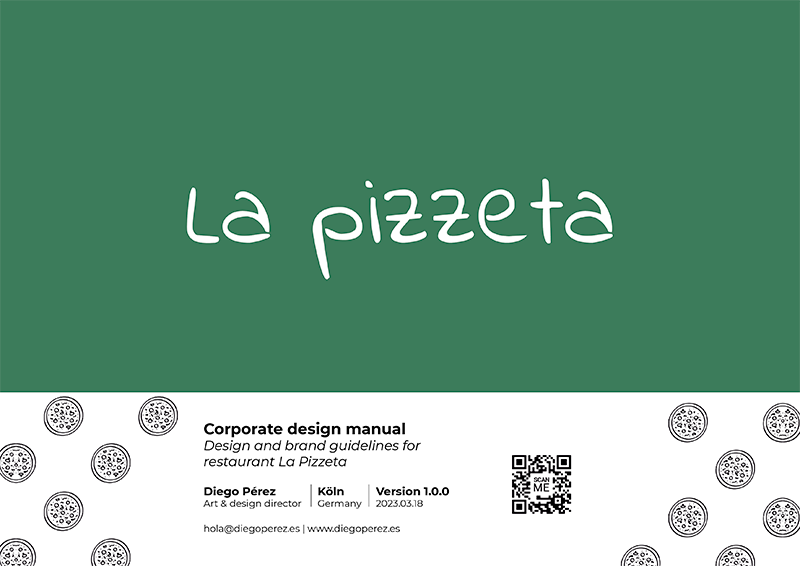 La pizzeta
Corporate design manual
Design and brand guidelines for
restaurant La Pizzeta
Diego Pérez | Köln | Version 1.0.0
Art & design director | Germany | 2023.03.18
hola@diegoperez.es | www.diegoperez.es
SCAN
ME